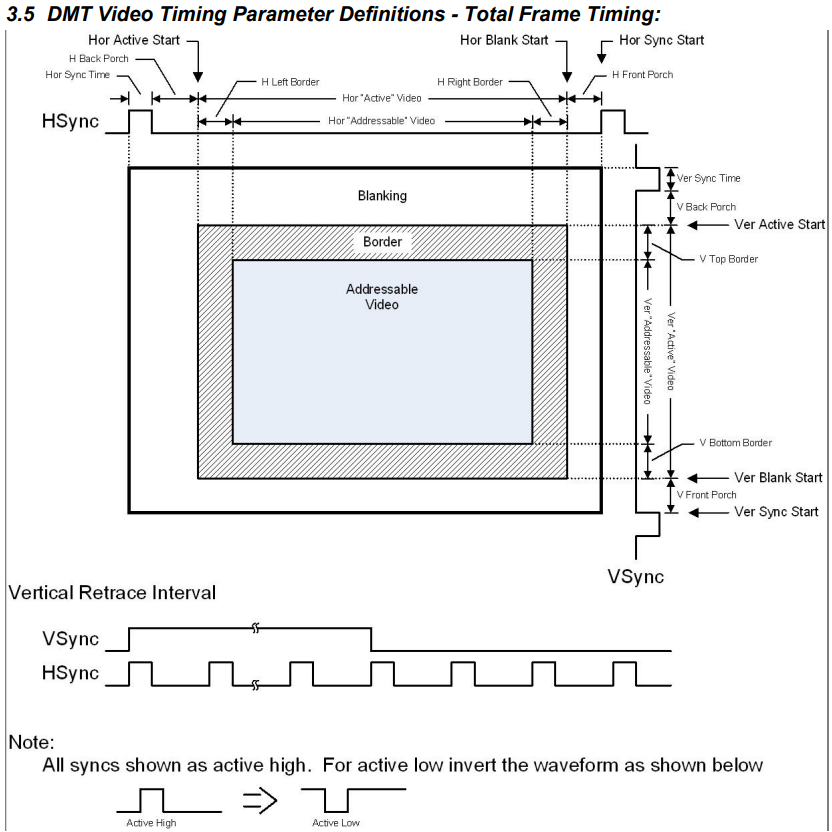 3.5 DMT Video Timing Parameter Definitions - Total Frame Timing:
Hor Active Start
Hor Blank Start
Hor Sync Start
H Back Porch
Hor Sync Time
H Left Border
H Right Border
H Front Porch
Hor "Active" Video
HSync
Hor "Addressable" Video
Blanking
Ver Sync Time
V Back Porch
Ver Active Start
Border
V Top Border
Addressable
Video
Ver "Addressable" Video
Ver "Active" Video
V Bottom Border
Ver Blank Start
V Front Porch
Ver Sync Start
VSync
Vertical Retrace Interval
VSync
HSync
Note:
All syncs shown as active high. For active low invert the waveform as shown below
Active High
Active Low